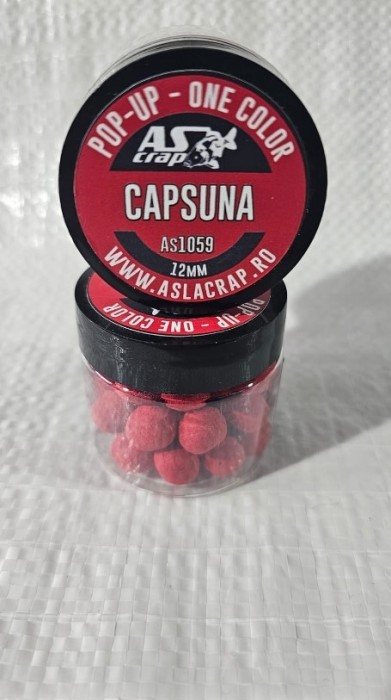 POP-UP - ONE COLOR
AS
crap
CAPSUNA
AS1059
12MM
WWW.ASLACRAP.RO
POP-UP - ONE COLOR